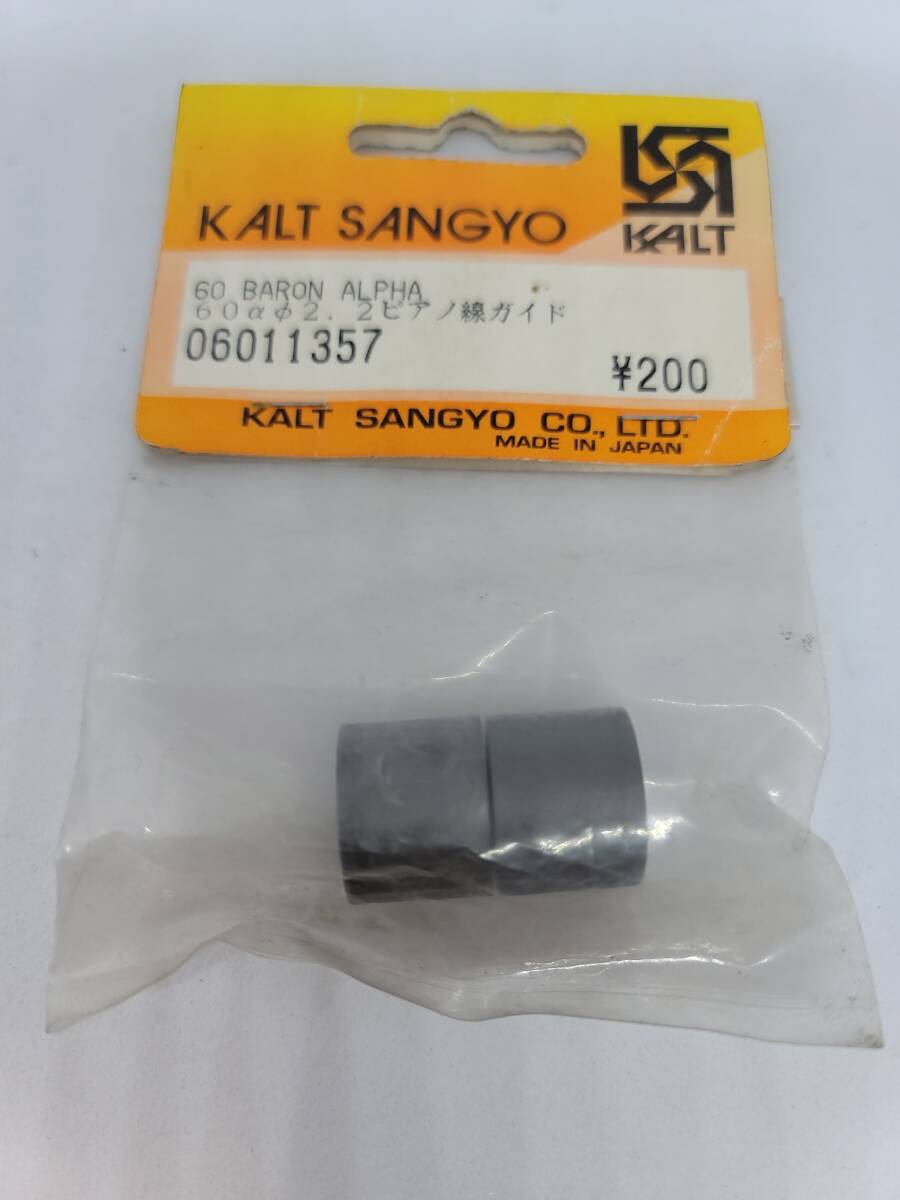 KALT SANGYO
KALT
60 BARON ALPHA
60αφ2.2ピアノ線ガイド
06011357
¥200
KALT SANGYO CO., LTD.
MADE IN JAPAN